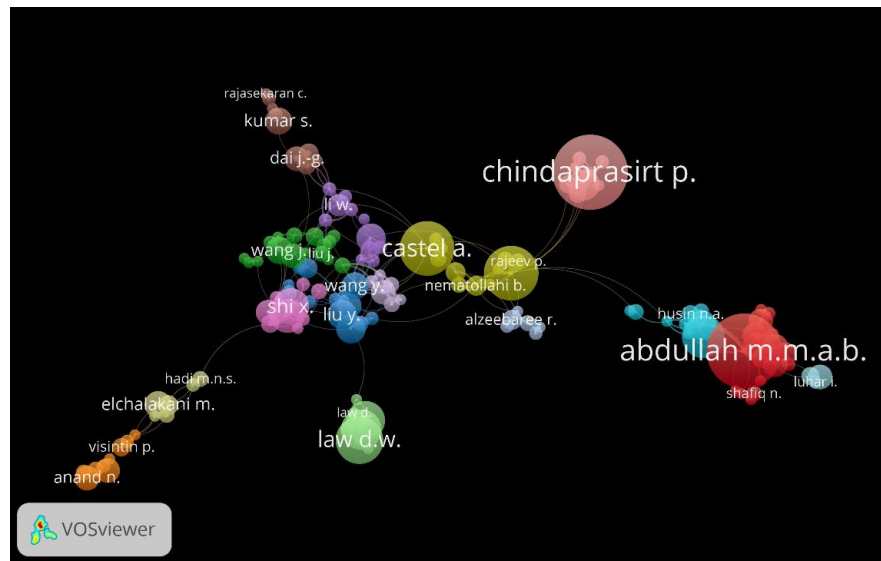 rajasekaran c.
kumar s.
dai j.-g.
chindaprasirt p.
li w.
wang j.
liu j.
castel a.
rajeev p.
wang y.
nematollahi b.
shi x.
liu y.
alzeebaree r.
husin n.a.
abdullah m.m.a.b.
hadi m.n.s.
luhar i.
shafiq n.
elchalakani m.
law d.
law d.w.
visintin p.
anand n.
VOSviewer